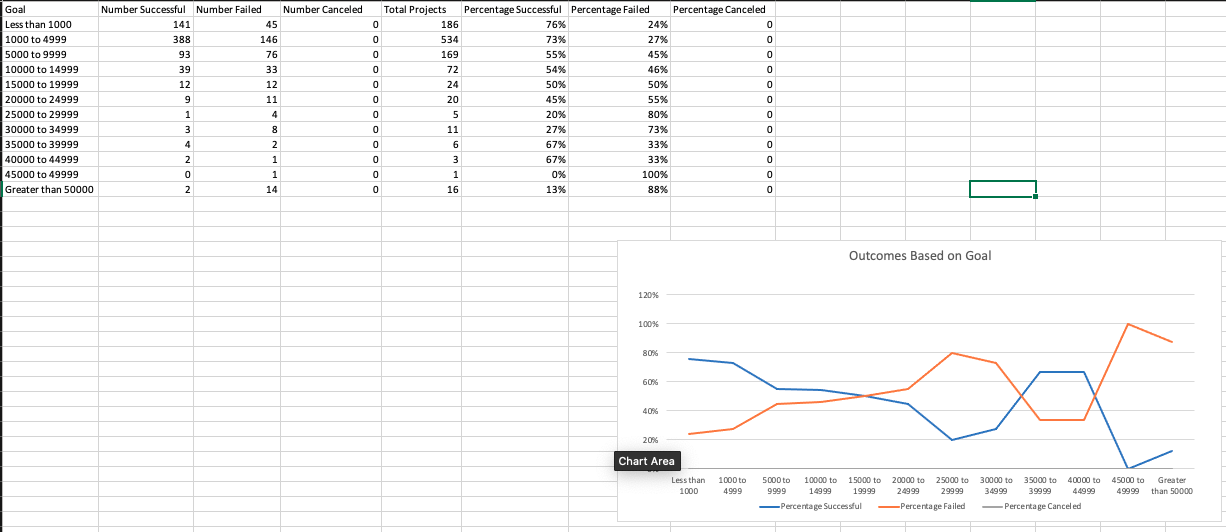 Goal Number Successful Number Failed Number Canceled Total Projects Percentage Successful Percentage Failed Percentage Canceled
Less than 1000 141 45 0 186 76% 24% 0
1000 to 4999 388 146 0 534 73% 27% 0
5000 to 9999 93 76 0 169 55% 45% 0
10000 to 14999 39 33 0 72 54% 46% 0
15000 to 19999 12 12 0 24 50% 50% 0
20000 to 24999 9 11 0 20 45% 55% 0
25000 to 29999 1 4 0 5 20% 80% 0
30000 to 34999 3 8 0 11 27% 73% 0
35000 to 39999 4 2 0 6 67% 33% 0
40000 to 44999 2 1 0 3 67% 33% 0
45000 to 49999 0 1 0 1 0% 100% 0
Greater than 50000 2 14 0 16 13% 88% 0
Outcomes Based on Goal
120%
100%
80%
60%
40%
20%
Chart Area
Less than 1000 to 5000 to 10000 to 15000 to 20000 to 25000 to 30000 to 35000 to 40000 to 45000 to Greater
1000 4999 9999 14999 19999 24999 29999 34999 39999 44999 49999 than 50000
Percentage Successful Percentage Failed Percentage Canceled